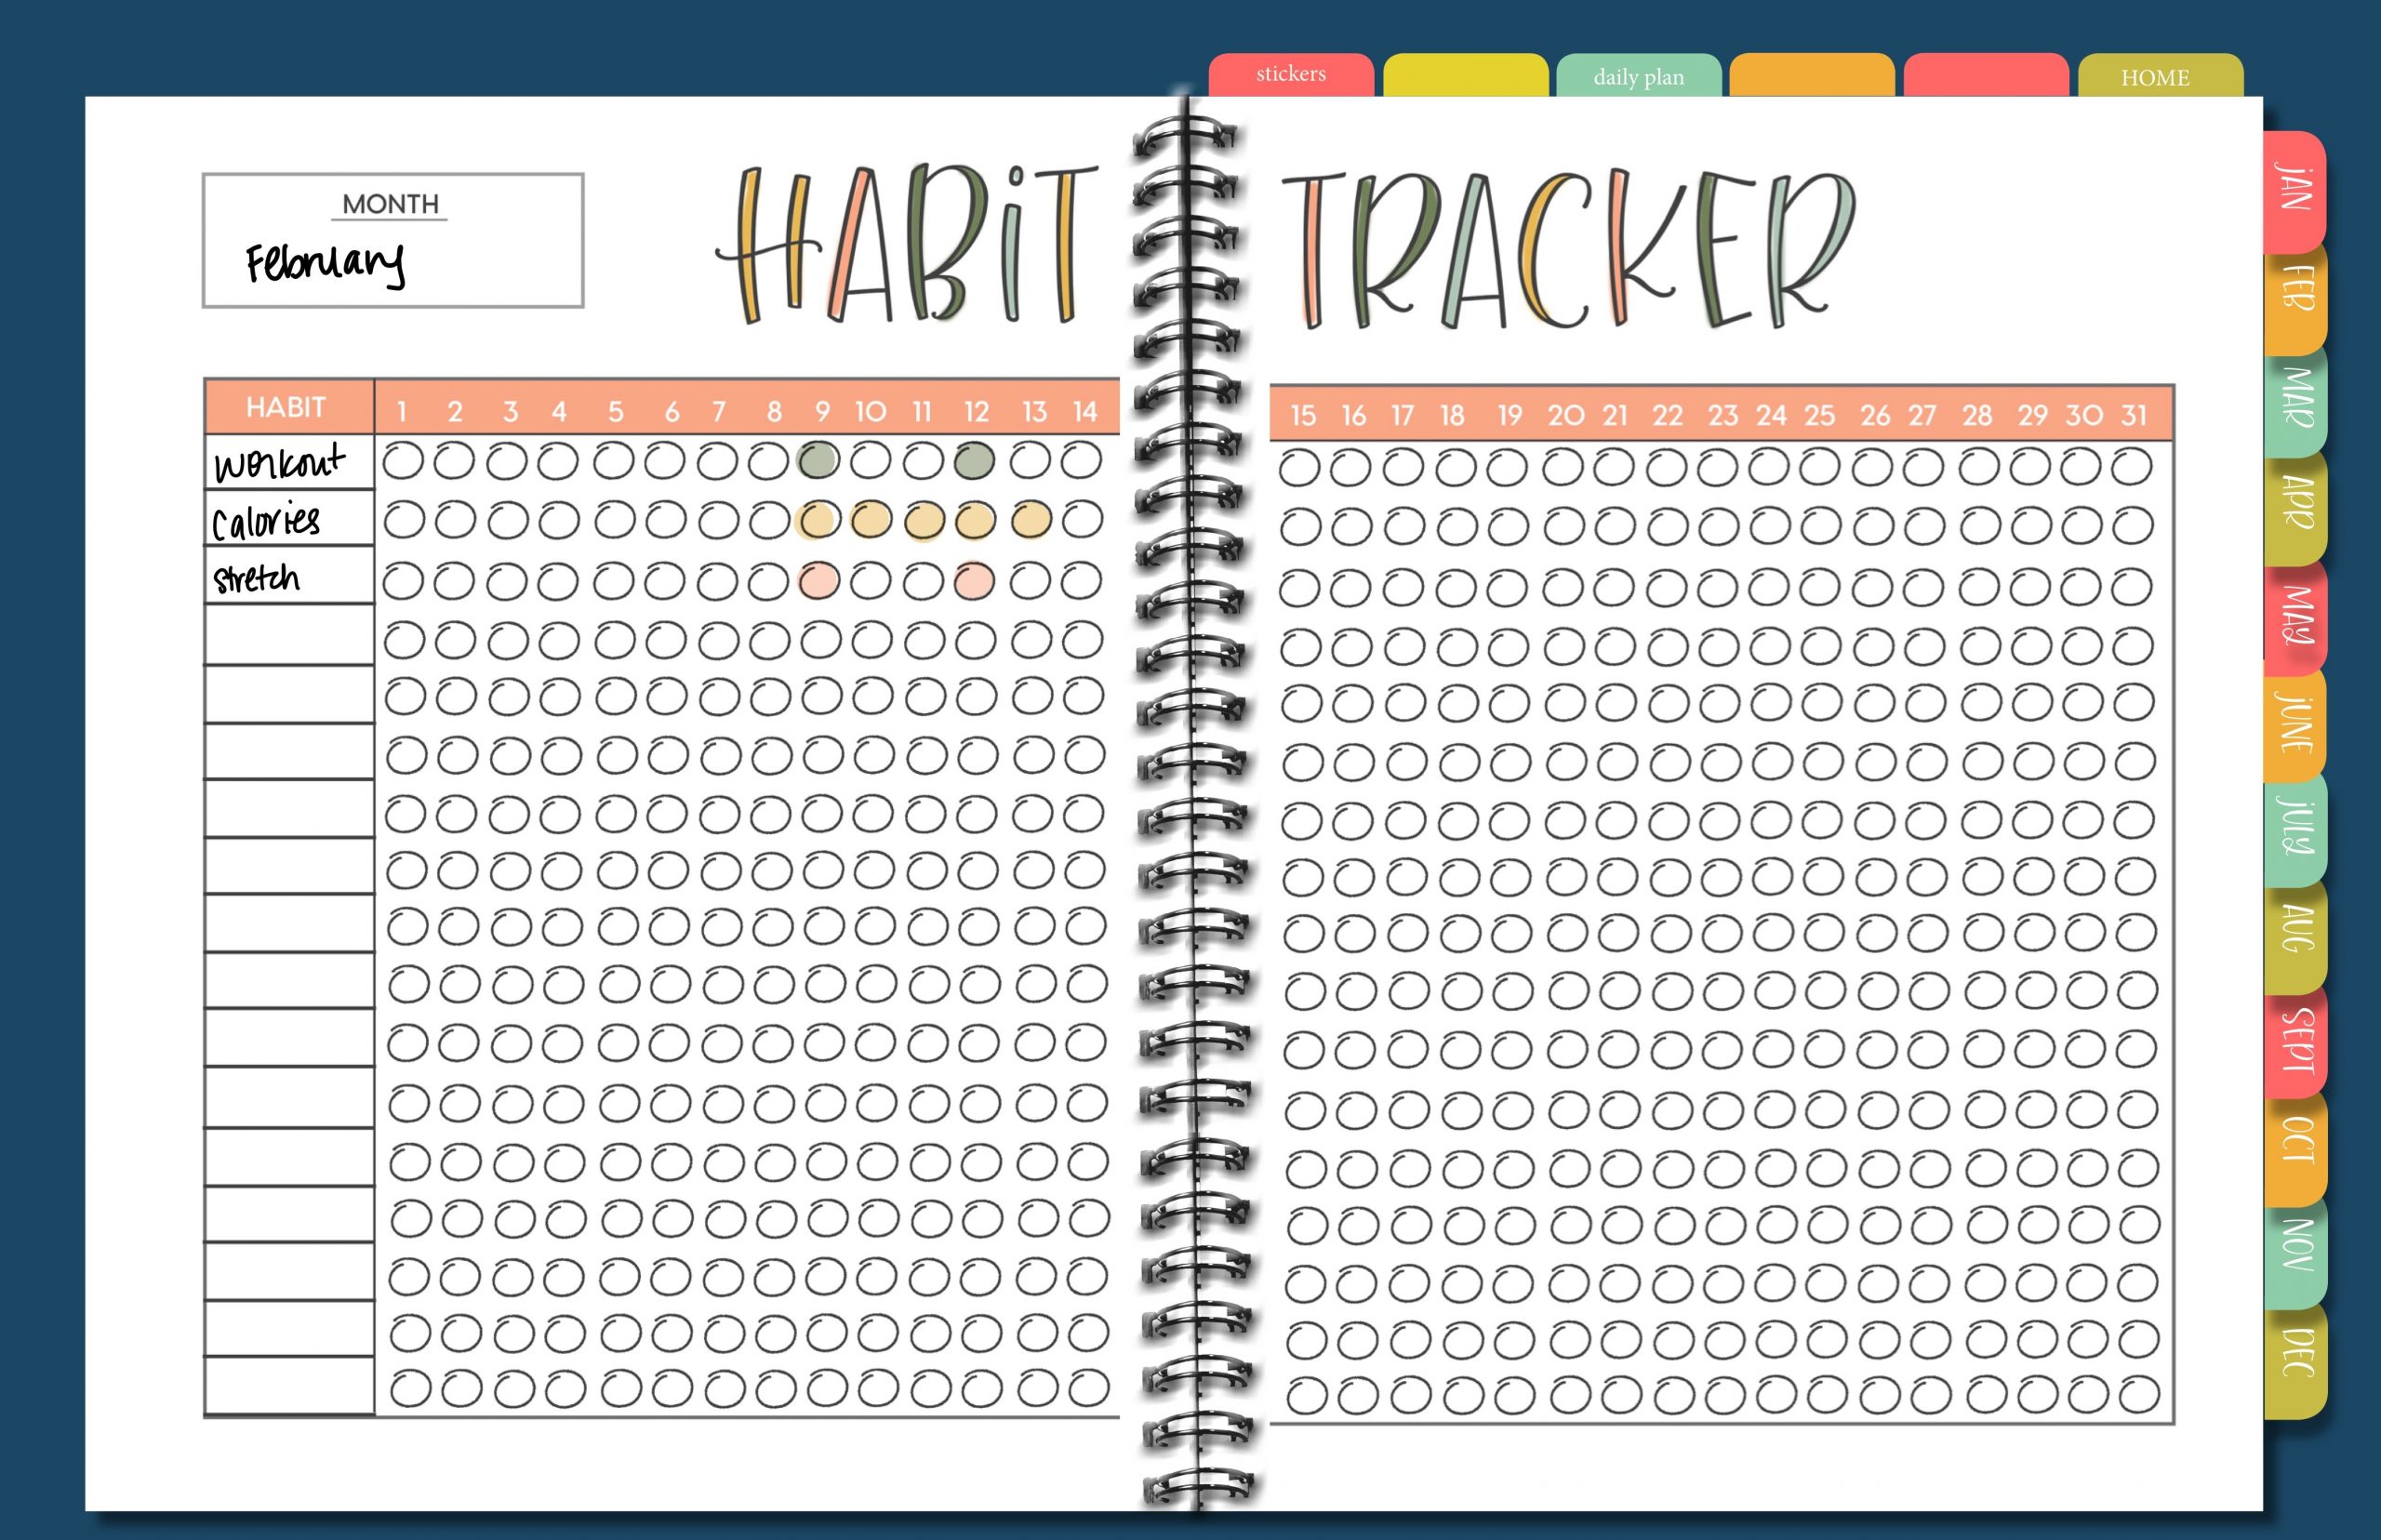 stickers
daily plan
HOME
MONTH
February
HABiT TRACKER
HABIT 1 2 3 4 5 6 7 8 9 10 11 12 13 14 15 16 17 18 19 20 21 22 23 24 25 26 27 28 29 30 31
workout
Calories
stretch
jAN
FEB
MAR
APR
MAY
jUNE
jULY
AUG
SEPT
OCT
NOV
DEC